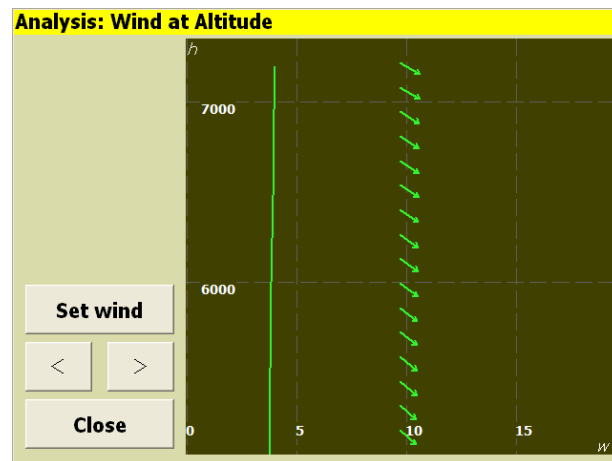 Analysis: Wind at Altitude
h
7000
6000
Set wind
< >
Close
0 5 10 15
w